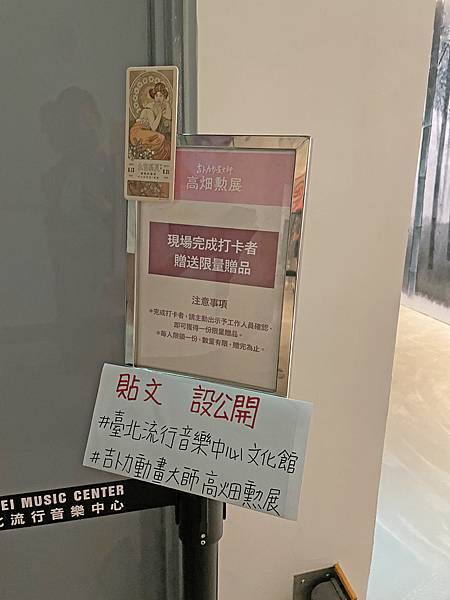 吉卜力動畫大師
高畑勲展
現場完成打卡者
贈送限量贈品
注意事項
*完成打卡者,請主動出示予工作人員確認,
即可獲得一份限量贈品。
*每人限領一份,數量有限,贈完為止。
貼文 設公開
#臺北流行音樂中心文化館
#吉卜力動畫大師高畑勲展
EI MUSIC CENTER
北流行音樂中心